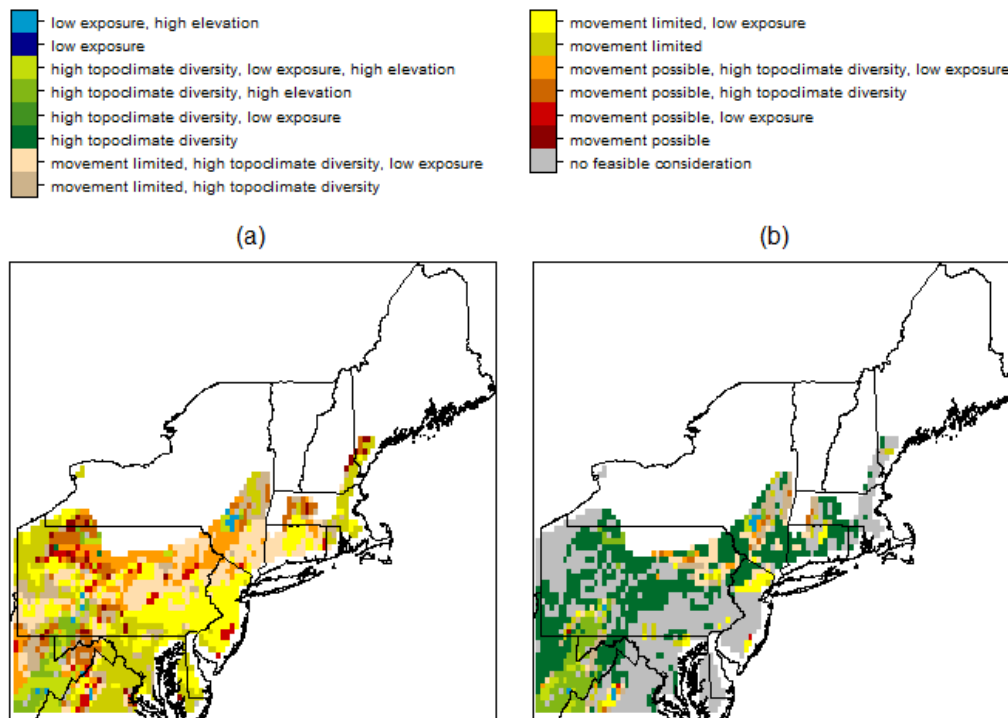 low exposure, high elevation
low exposure
high topoclimate diversity, low exposure, high elevation
high topoclimate diversity, high elevation
high topoclimate diversity, low exposure
high topoclimate diversity
movement limited, high topoclimate diversity, low exposure
movement limited, high topoclimate diversity
movement limited, low exposure
movement limited
movement possible, high topoclimate diversity, low exposure
movement possible, high topoclimate diversity
movement possible, low exposure
movement possible
no feasible consideration
(a)
(b)